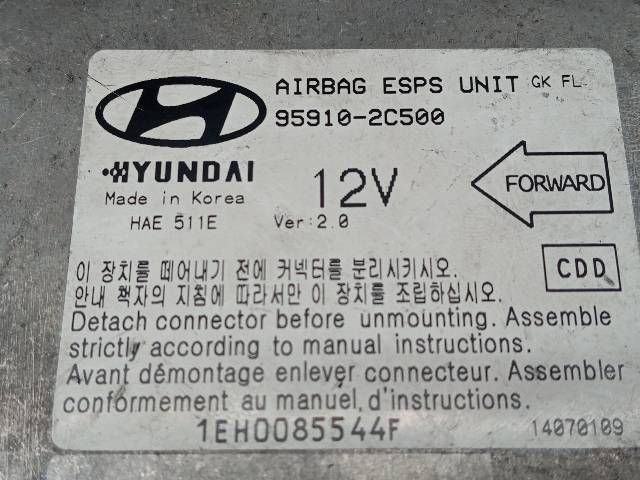 AIRBAG ESPS UNIT GK FL
95910-2C500
HYUNDAI
Made in Korea
HAE 511E
12V
Ver:2.0
FORWARD
이 장치를 떼어내기 전에 커넥터를 분리시키시오.
안내 책자의 지침에 따라서만 이 장치를 조립하십시오.
CDD
Detach connector before unmounting. Assemble
strictly according to manual instructions.
Avant démontage enlever connecteur. Assembler
conformement au manuel,d'instructions.
1EH0085544F
14070109